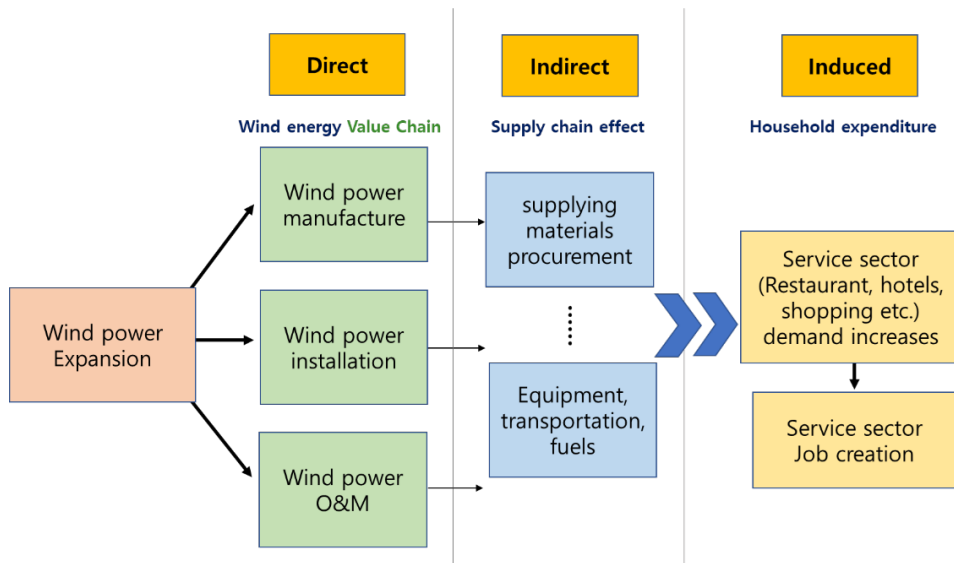 Direct
Indirect
Induced
Wind energy Value Chain
Supply chain effect
Household expenditure
Wind power
manufacture
Wind power
installation
Wind power
O&M
Wind power
Expansion
supplying
materials
procurement
Equipment,
transportation,
fuels
Service sector
(Restaurant, hotels,
shopping etc.)
demand increases
Service sector
Job creation